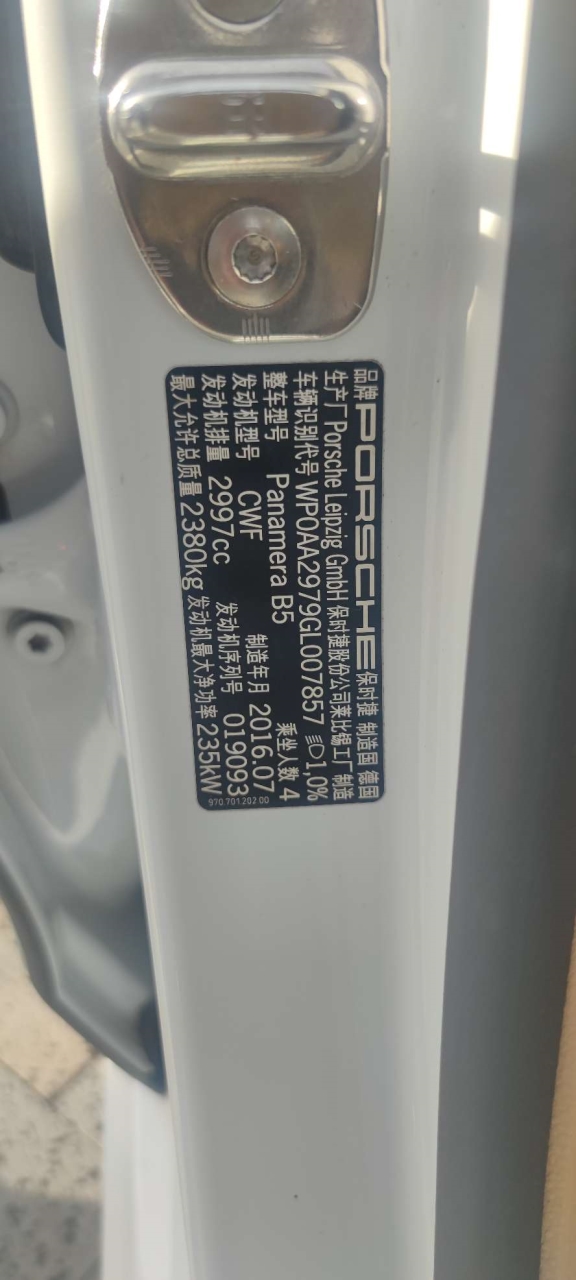 品牌 PORSCHE 保时捷 制造国 德国
生产厂 Porsche Leipzig GmbH 保时捷股份公司莱比锡工厂制造
车辆识别代号 WP0AA2979GL007857 1,0%
整车型号 Panamera B5 乘坐人数 4
发动机型号 CWF 制造年月 2016.07
发动机排量 2997cc 发动机序列号 019093
最大允许总质量 2380kg 发动机最大净功率 235kW
970.701.202.00